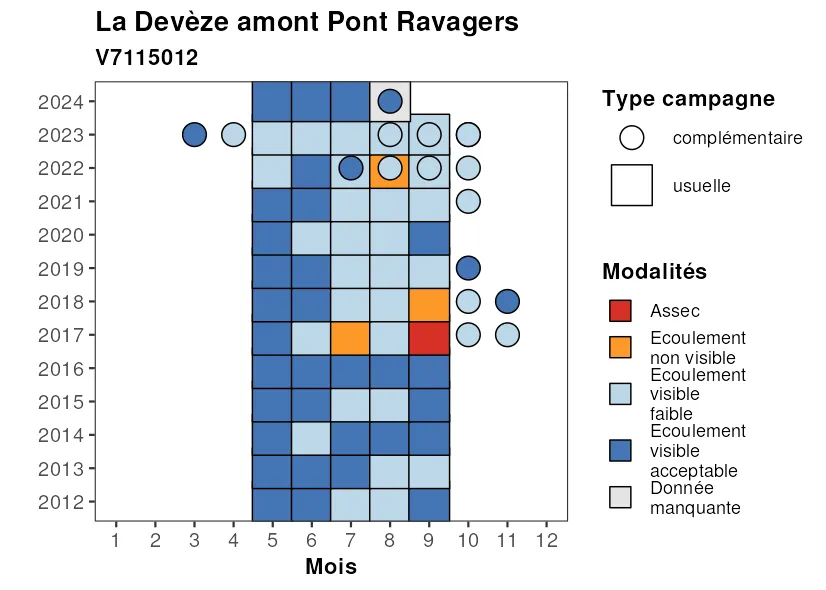 La Devèze amont Pont Ravagers
V7115012
2024
2023
2022
2021
2020
2019
2018
2017
2016
2015
2014
2013
2012
1 2 3 4 5 6 7 8 9 10 11 12
Mois
Type campagne
complémentaire
usuelle
Modalités
Assec
Ecoulement
non visible
Ecoulement
visible
faible
Ecoulement
visible
acceptable
Donnée
manquante